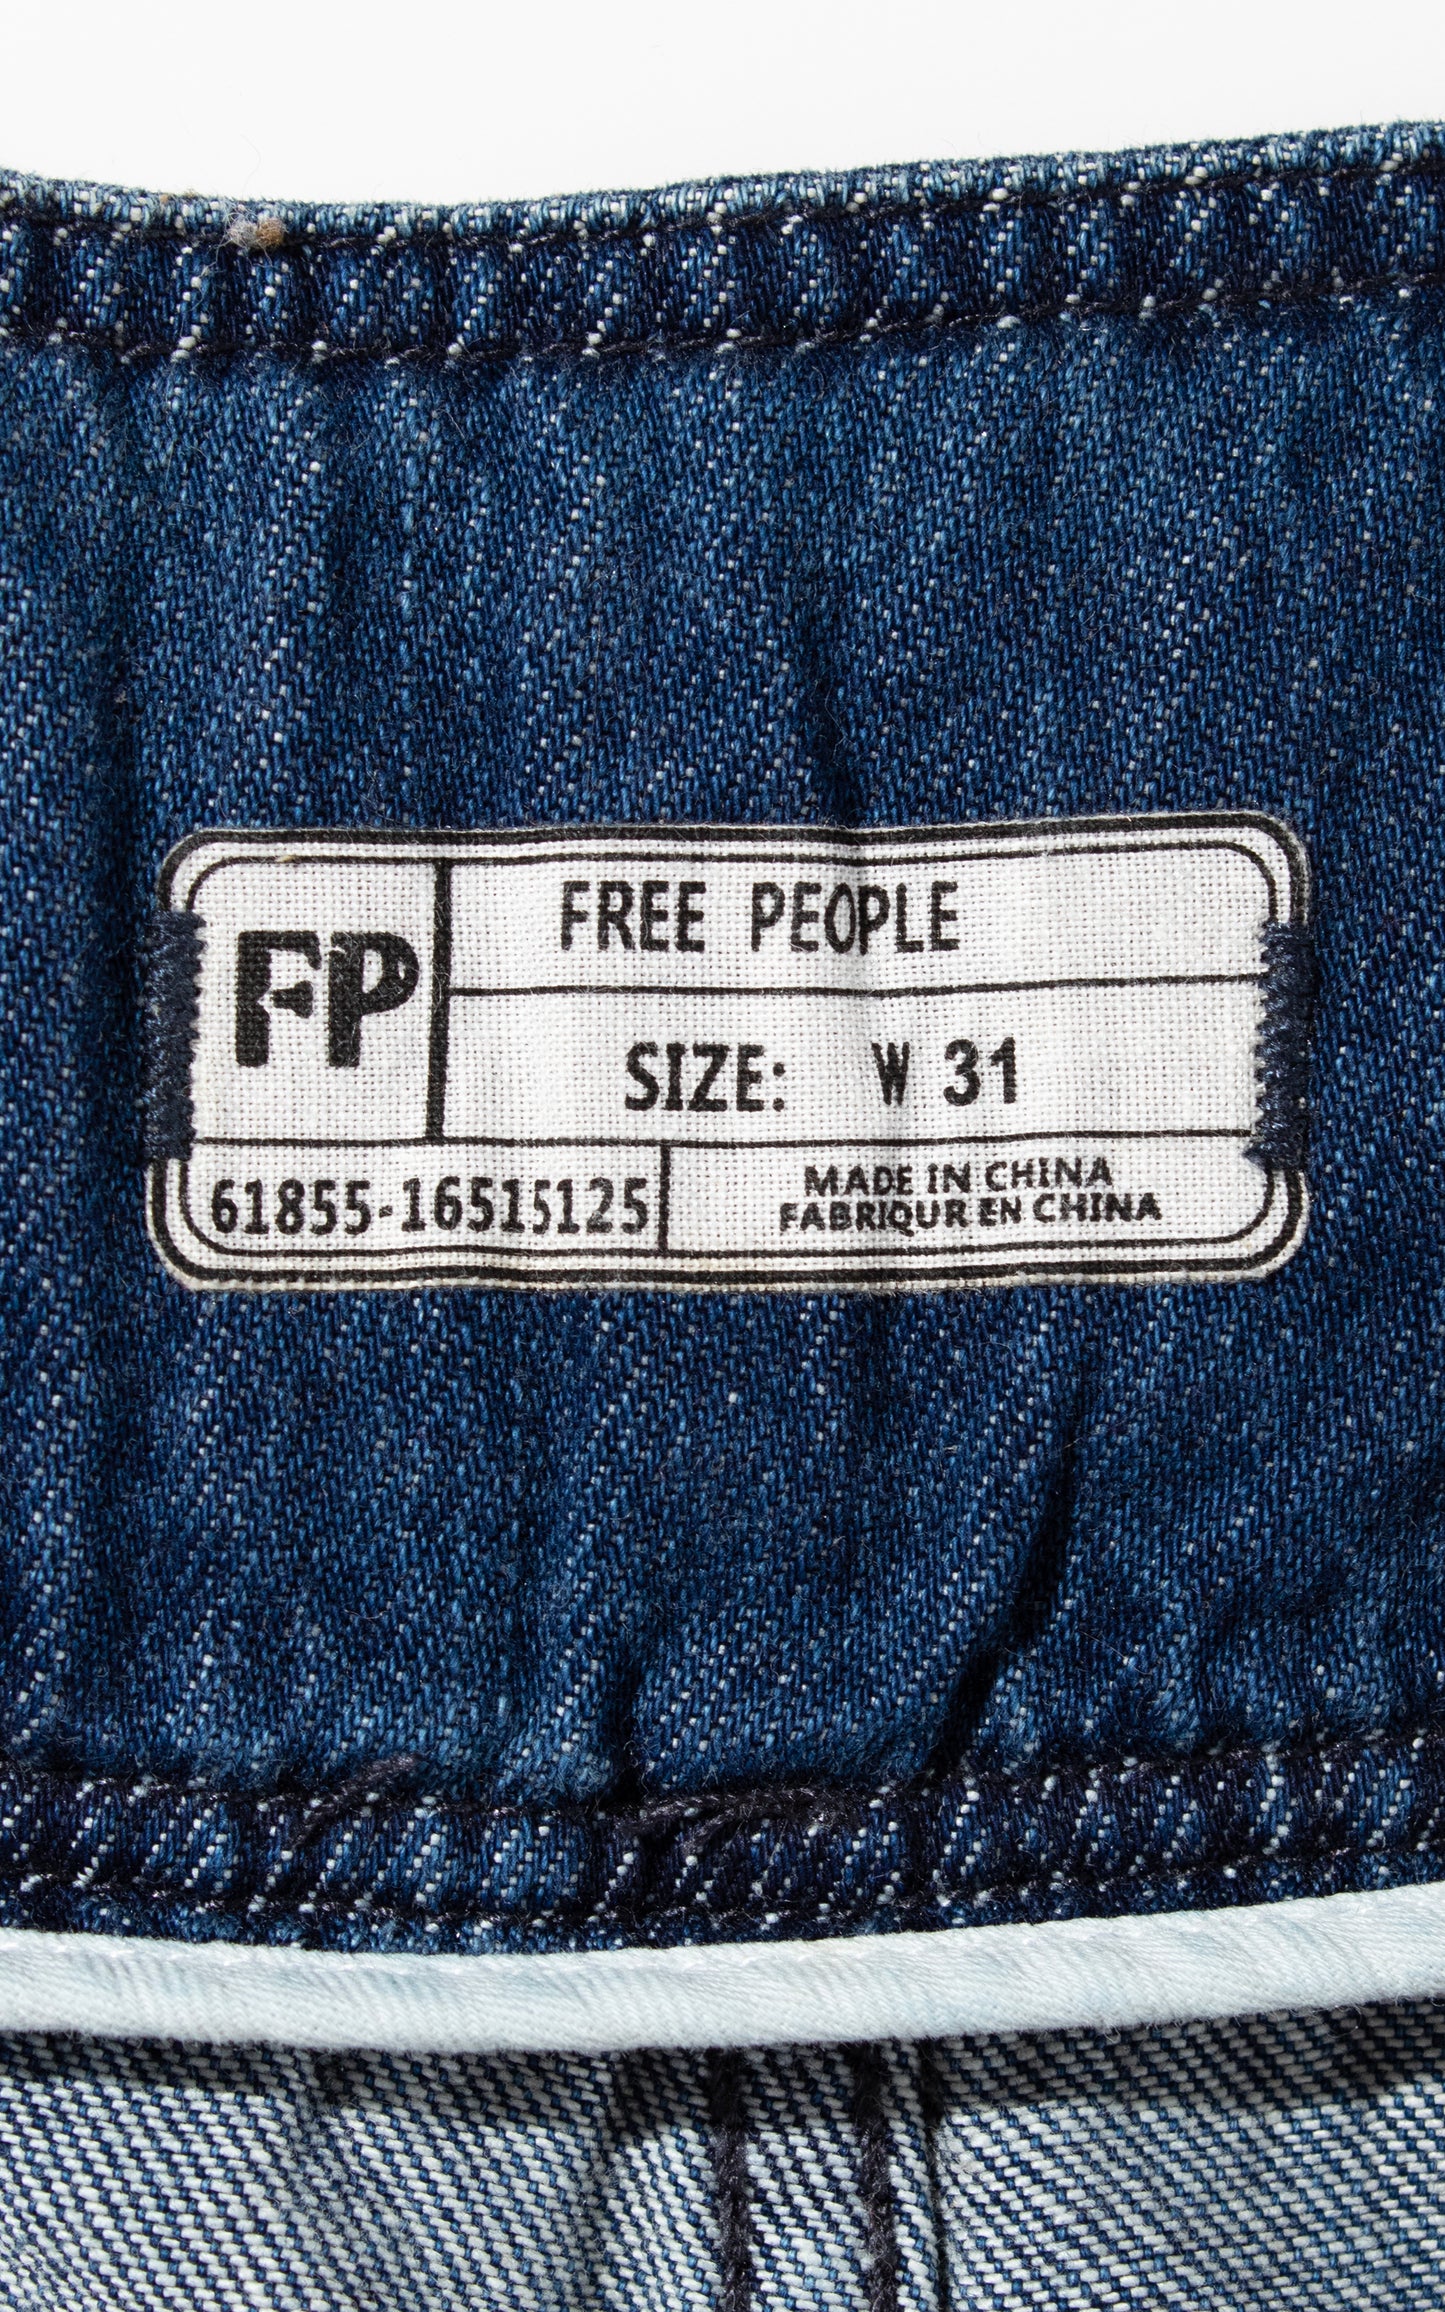 FP
FREE PEOPLE
SIZE: W 31
61855-16515125
MADE IN CHINA
FABRIQUR EN CHINA